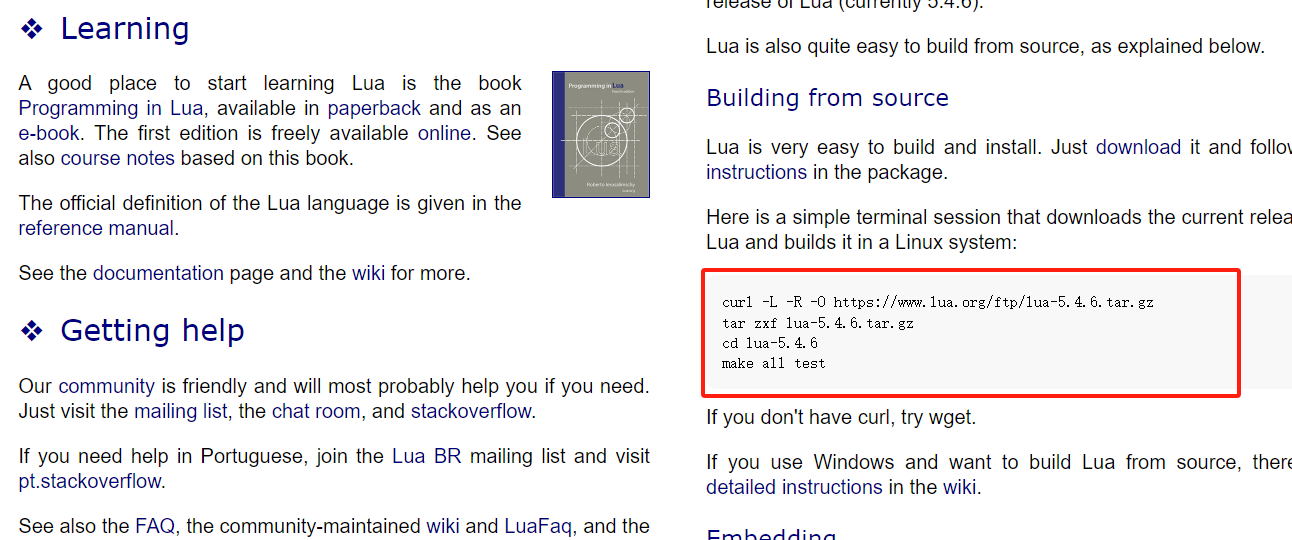 ❖ Learning
A good place to start learning Lua is the book
Programming in Lua, available in paperback and as an
e-book. The first edition is freely available online. See
also course notes based on this book.
Programming in Lua
Roberto Ierusalimschy
The official definition of the Lua language is given in the
reference manual.
See the documentation page and the wiki for more.
❖ Getting help
Our community is friendly and will most probably help you if you need.
Just visit the mailing list, the chat room, and stackoverflow.
If you need help in Portuguese, join the Lua BR mailing list and visit
pt.stackoverflow.
See also the FAQ, the community-maintained wiki and LuaFaq, and the
release of Lua (currently 5.4.6).
Lua is also quite easy to build from source, as explained below.
Building from source
Lua is very easy to build and install. Just download it and follow
instructions in the package.
Here is a simple terminal session that downloads the current relea
Lua and builds it in a Linux system:
curl -L -R -O https://www.lua.org/ftp/lua-5.4.6.tar.gz
tar zxf lua-5.4.6.tar.gz
cd lua-5.4.6
make all test
If you don't have curl, try wget.
If you use Windows and want to build Lua from source, there
detailed instructions in the wiki.
Embedding